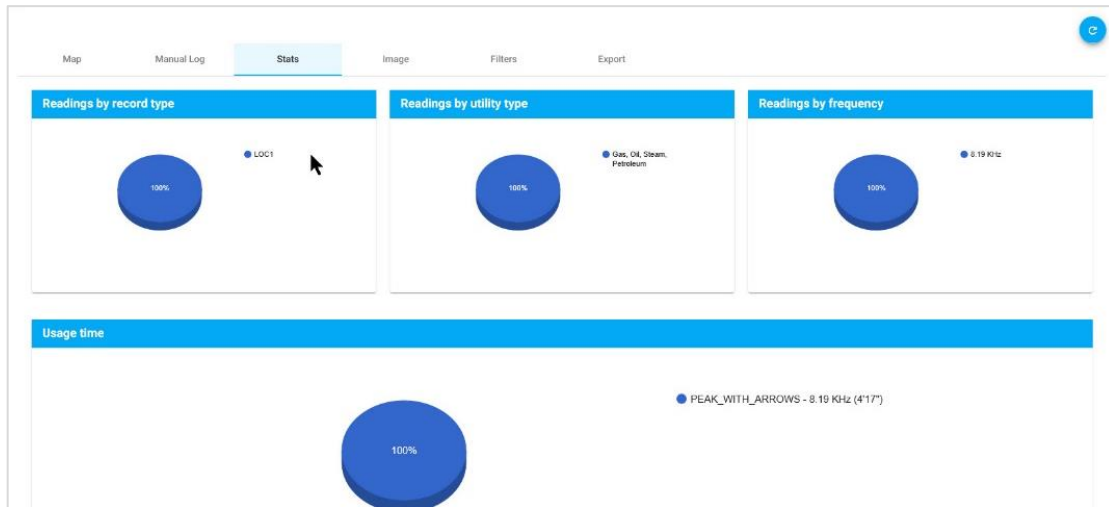 Map Manual Log Stats Image Filters Export
Readings by record type
100%
LOC1
Readings by utility type
100%
Gas, Oil, Steam,
Petroleum
Readings by frequency
100%
8.19 KHz
Usage time
100%
PEAK_WITH_ARROWS - 8.19 KHz (4'17")